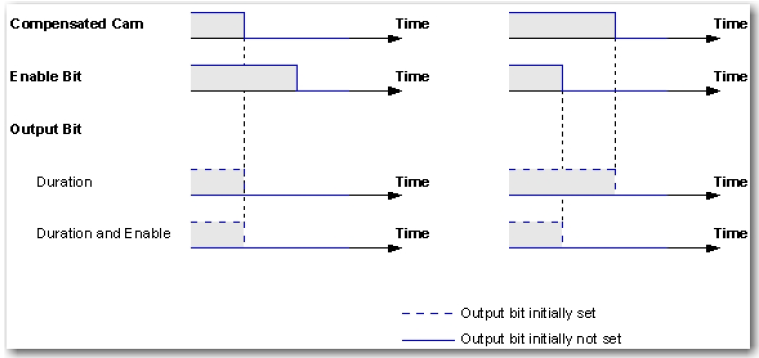 Compensated Cam Time Time
Enable Bit Time Time
Output Bit
Duration Time Time
Duration and Enable Time Time
Output bit initially set
Output bit initially not set